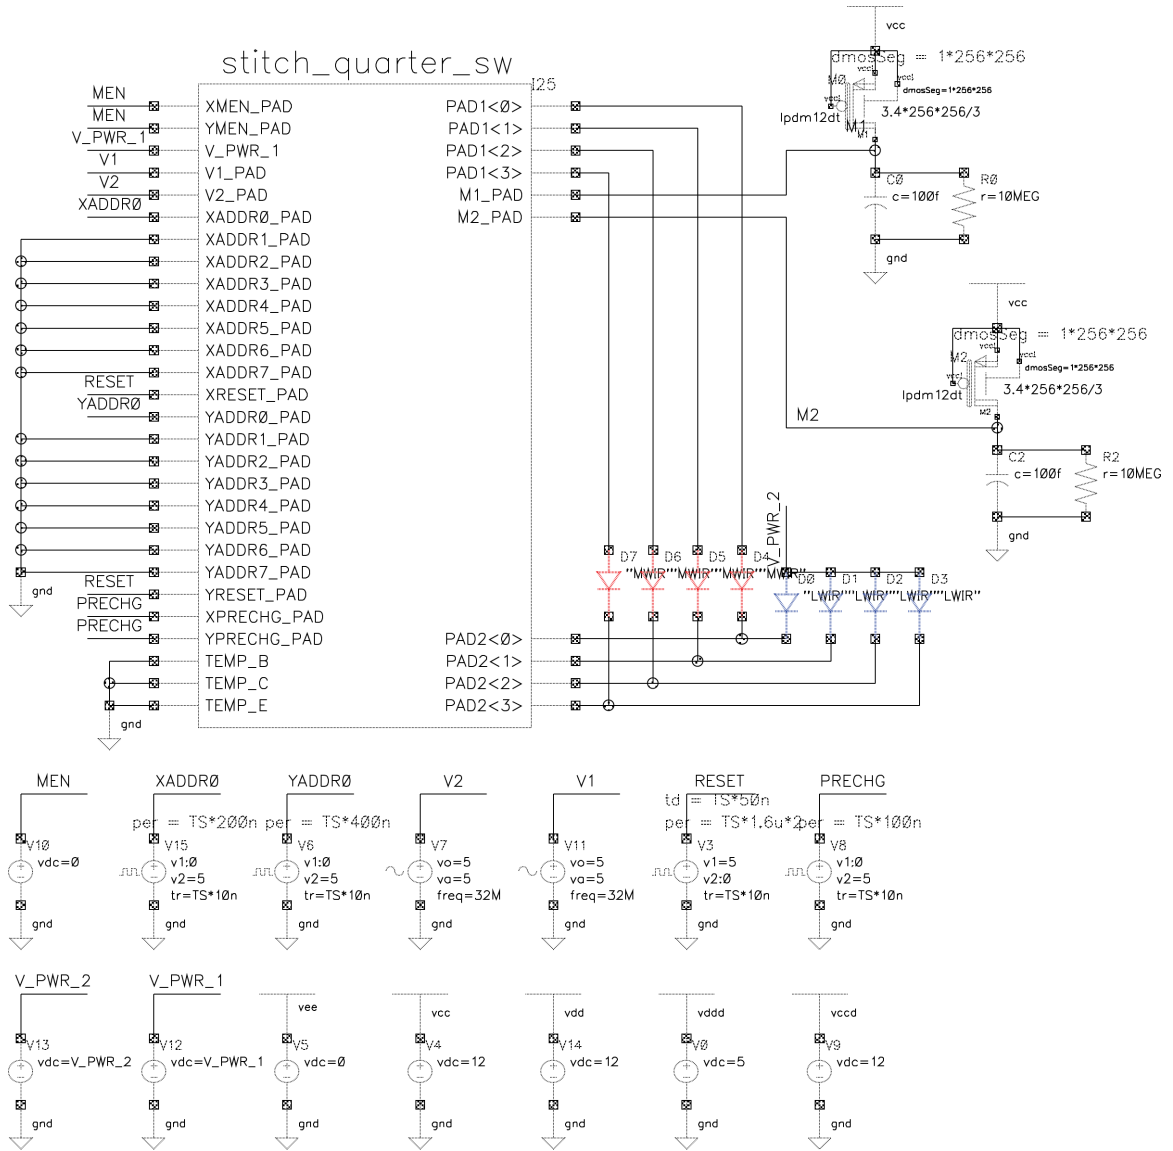 vcc
dmosSeg = 1*256*256
stitch_quarter_sw
I25
vcc!
vcc!
M0
dmosSeg=1*256*256
vcc!
3.4*256*256/3
lpdm12dt
M1
M1
MEN
XMEN_PAD
PAD1<0>
MEN
YMEN_PAD
PAD1<1>
V_PWR_1
V_PWR_1
PAD1<2>
V1
V1_PAD
PAD1<3>
V2
V2_PAD
M1_PAD
XADDR0
XADDR0_PAD
M2_PAD
C0
R0
c=100f
r=10MEG
gnd
XADDR1_PAD
XADDR2_PAD
XADDR3_PAD
XADDR4_PAD
XADDR5_PAD
XADDR6_PAD
XADDR7_PAD
RESET
XRESET_PAD
YADDR0
YADDR0_PAD
YADDR1_PAD
YADDR2_PAD
YADDR3_PAD
YADDR4_PAD
YADDR5_PAD
YADDR6_PAD
YADDR7_PAD
gnd
RESET
YRESET_PAD
PRECHG
XPRECHG_PAD
PRECHG
YPRECHG_PAD
TEMP_B
TEMP_C
TEMP_E
gnd
vcc
dmosSeg = 1*256*256
vcc!
vcc!
M2
dmosSeg=1*256*256
vcc!
3.4*256*256/3
lpdm12dt
M2
M2
C2
R2
c=100f
r=10MEG
gnd
V_PWR_2
D7
D6
D5
D4
"MWIR"
"MWIR"
"MWIR"
"MWIR"
D0
D1
D2
D3
"LWIR"
"LWIR"
"LWIR"
"LWIR"
PAD2<0>
PAD2<1>
PAD2<2>
PAD2<3>
MEN
V10
vdc=0
gnd
XADDR0
per = TS*200n
V15
v1:0
v2=5
tr=TS*10n
gnd
YADDR0
per = TS*400n
V6
v1:0
v2=5
tr=TS*10n
gnd
V2
V7
vo=5
va=5
freq=32M
gnd
V1
V11
vo=5
va=5
freq=32M
gnd
RESET
td = TS*50n
per = TS*1.6u*2
V3
v1=5
v2:0
tr=TS*10n
gnd
PRECHG
per = TS*100n
V8
v1:0
v2=5
tr=TS*10n
gnd
V_PWR_2
V13
vdc=V_PWR_2
gnd
V_PWR_1
V12
vdc=V_PWR_1
gnd
vee
V5
vdc=0
gnd
vcc
V4
vdc=12
gnd
vdd
V14
vdc=12
gnd
vddd
V0
vdc=5
gnd
vccd
V9
vdc=12
gnd